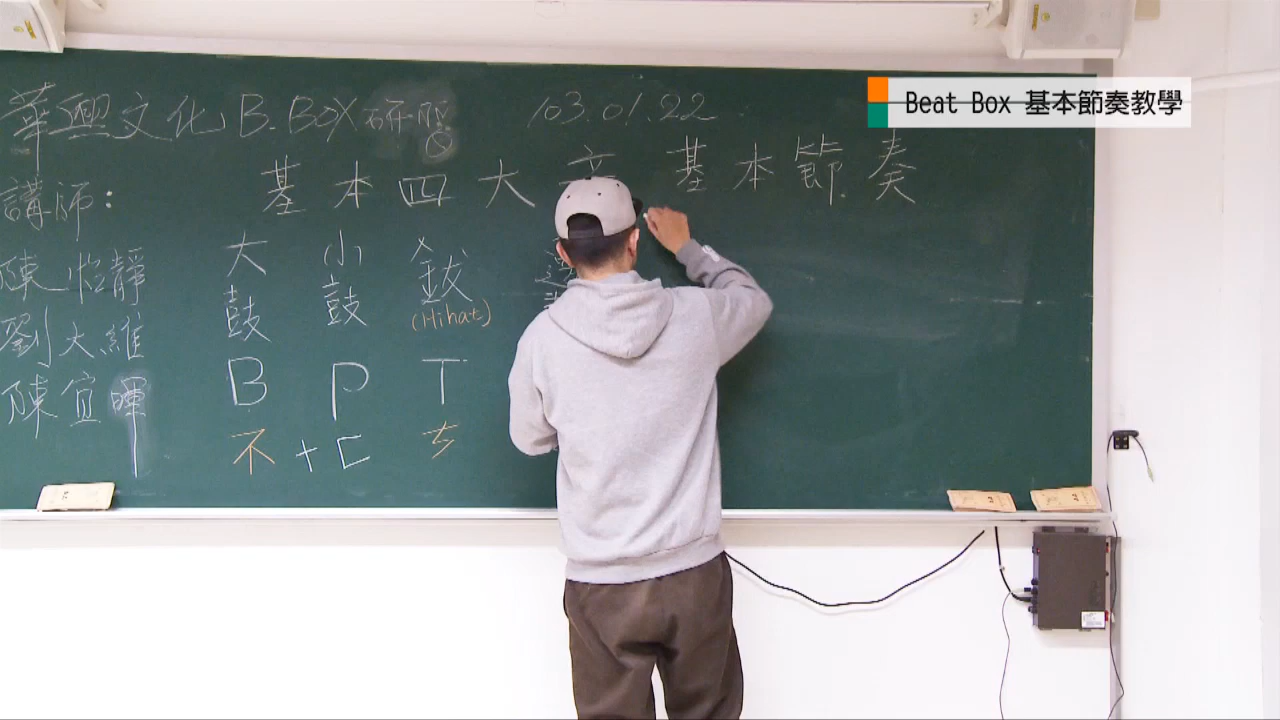 Beat Box 基本節奏教學
華興文化 B.BOX研習 103.01.22
基本四大音 基本節奏
講師:
陳怡靜
劉大維
陳宜暉
大鼓 小鼓 鈸
(Hihat)
B P T
不 + ㄈ ㄘ